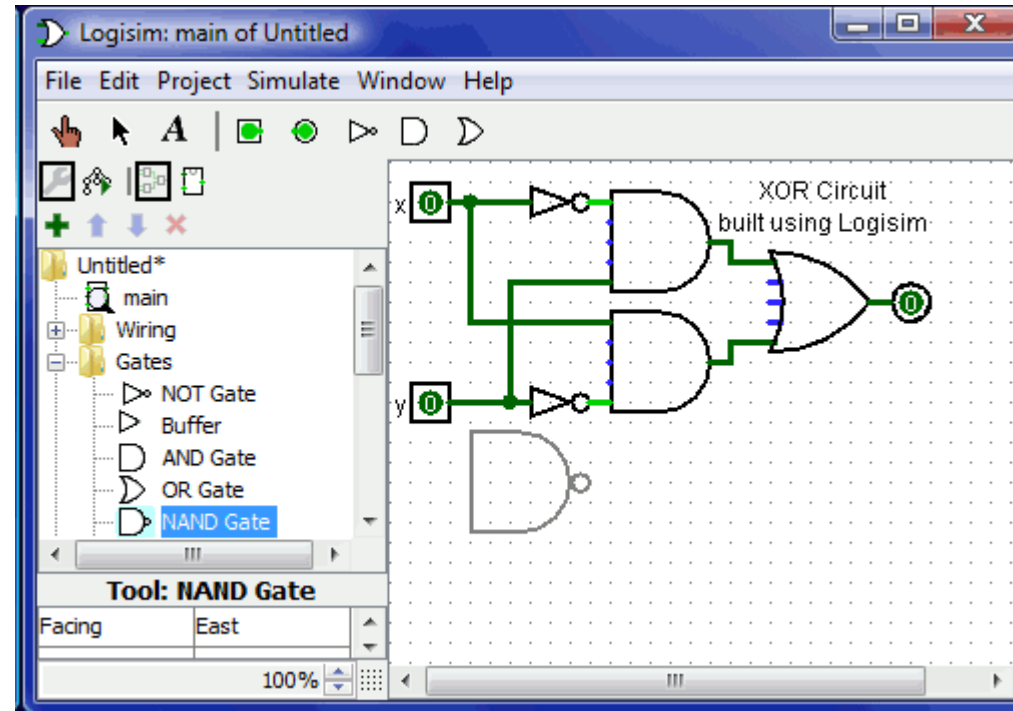 Logisim: main of Untitled
File Edit Project Simulate Window Help
A
XOR Circuit
built using Logisim
x 0
0
y 0
Untitled*
main
Wiring
Gates
NOT Gate
Buffer
AND Gate
OR Gate
NAND Gate
Tool: NAND Gate
Facing East
100%